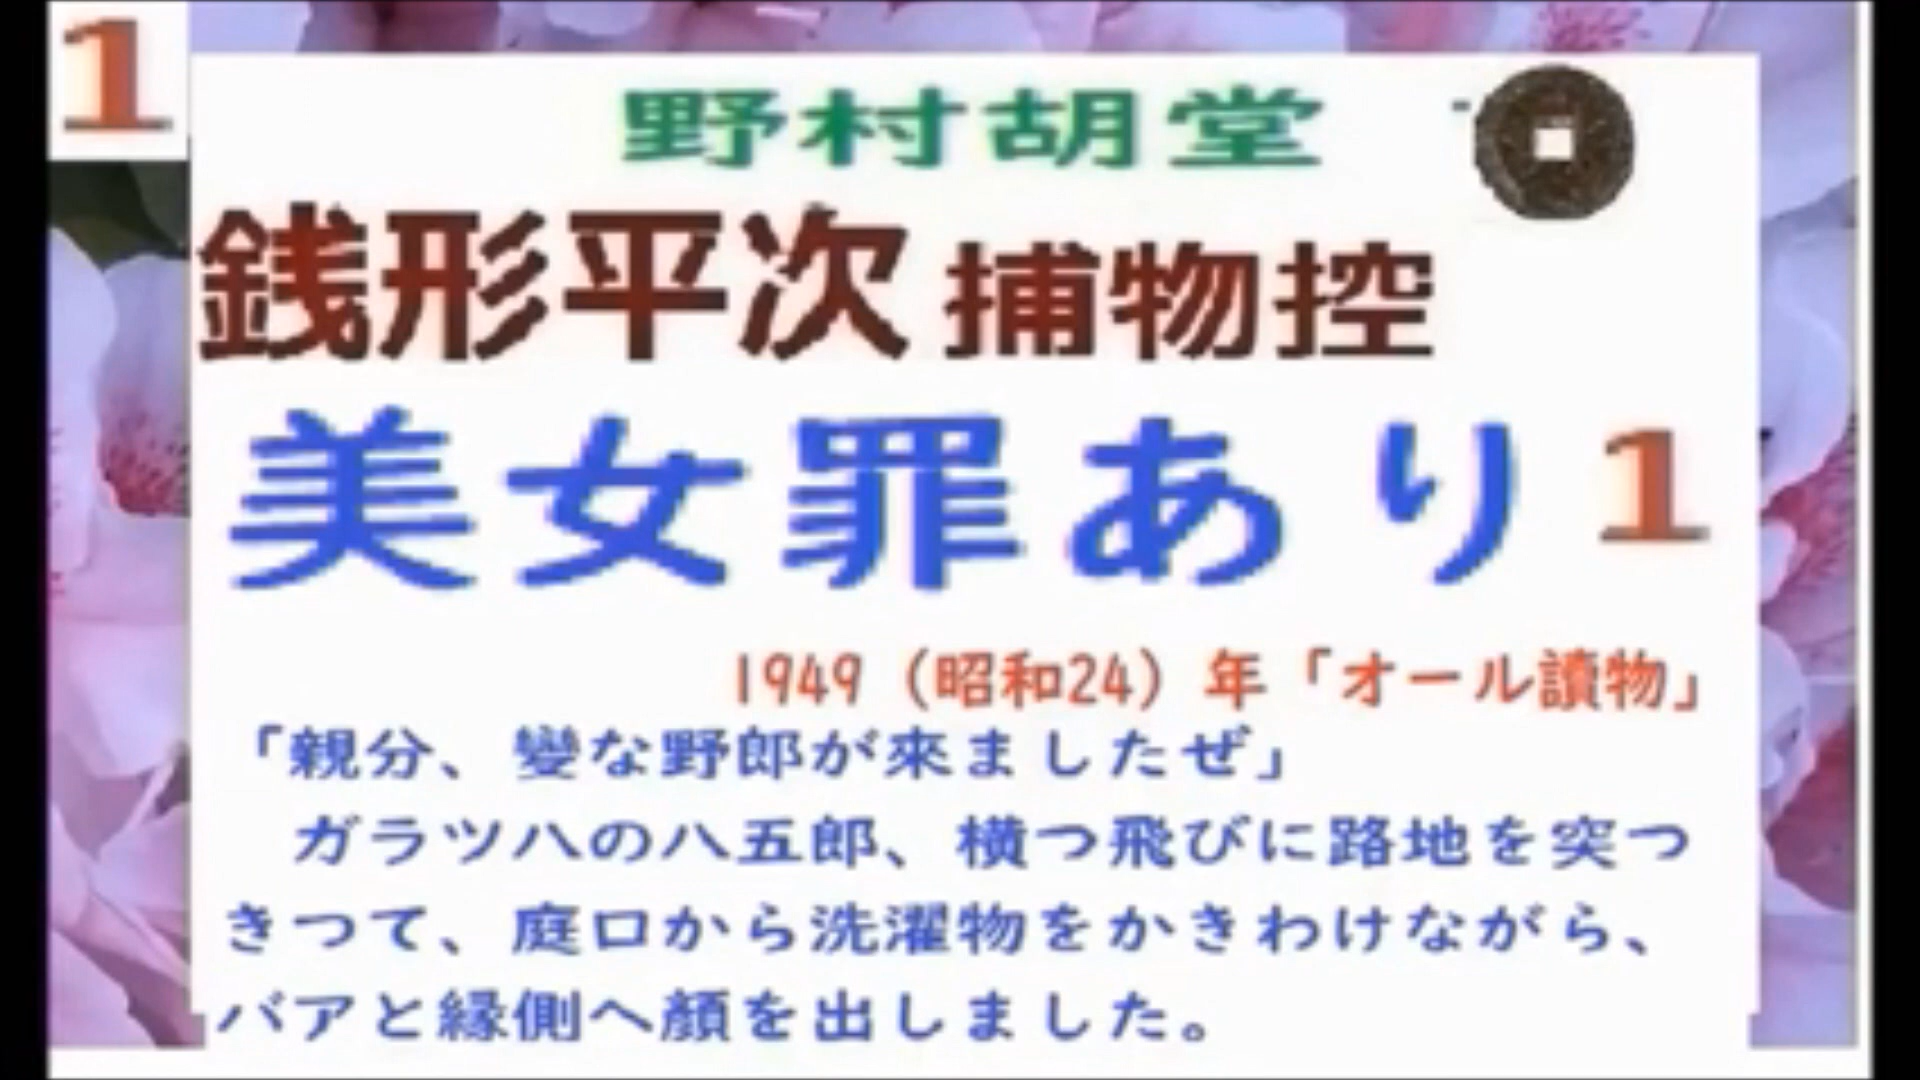 1
野村胡堂
銭形平次 捕物控
美女罪あり 1
1949（昭和24）年「オール讀物」
「親分、變な野郎が來ましたぜ」
ガラツハのハ五郎、横つ飛びに路地を突つ
きつて、庭口から洗濯物をかきわけながら、
バアと縁側へ顔を出しました。